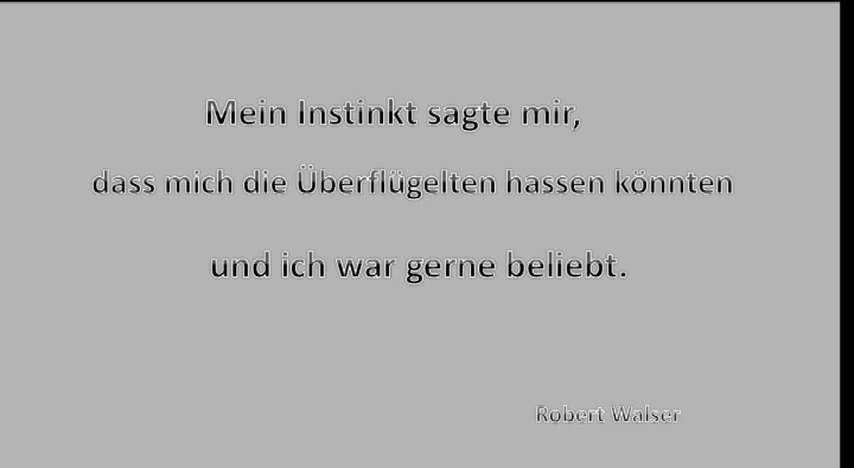 Mein Instinkt sagte mir,
dass mich die Überflügelten hassen könnten
und ich war gerne beliebt.
Robert Walser